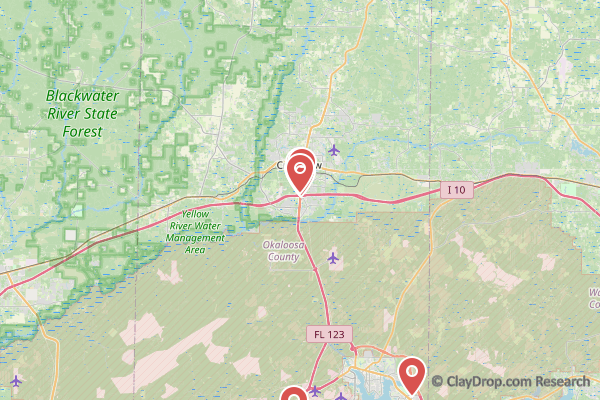 Blackwater
River State
Forest
I 10
Yellow
River Water
Management
Area
Okaloosa
County
FL 123
© ClayDrop.com Research